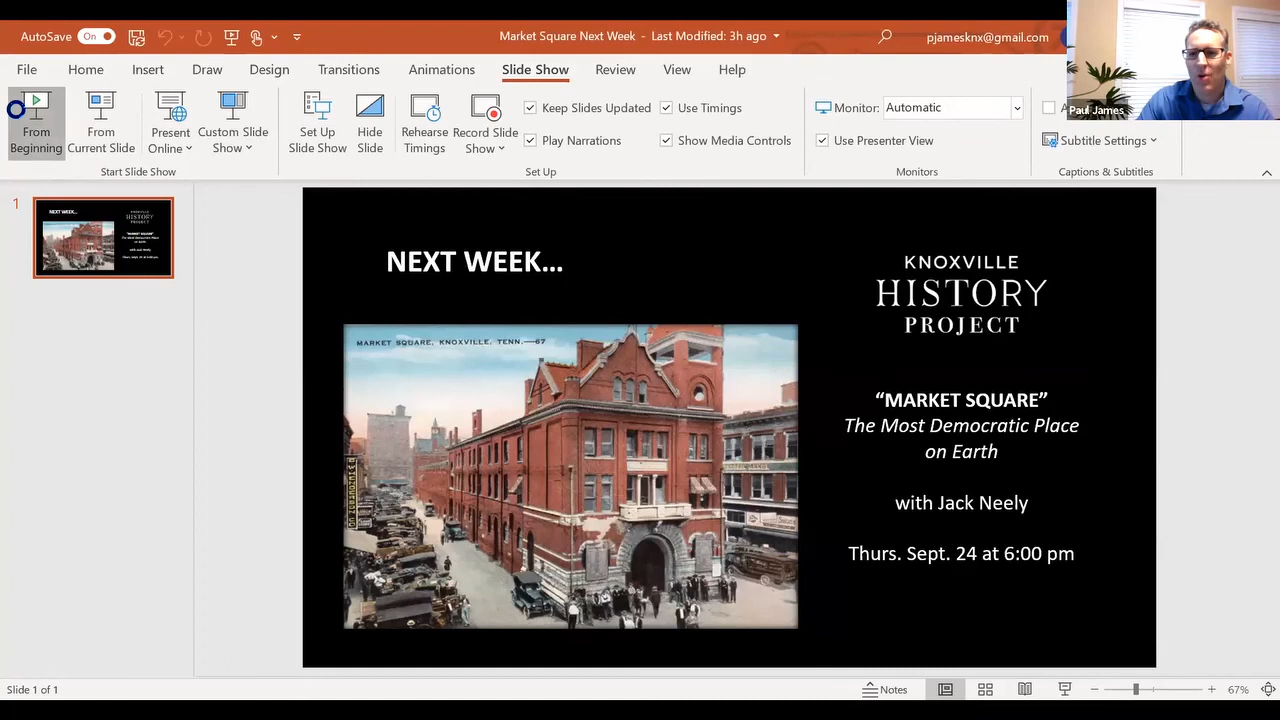 AutoSave On
Market Square Next Week - Last Modified: 3h ago
pjamesknx@gmail.com
File Home Insert Draw Design Transitions Animations Slide Show Review View Help
From Beginning
From Current Slide
Present Online
Custom Slide Show
Set Up Slide Show
Hide Slide
Rehearse Timings
Record Slide Show
Keep Slides Updated
Play Narrations
Use Timings
Show Media Controls
Monitor: Automatic
Use Presenter View
Subtitle Settings
Paul James
Start Slide Show
Set Up
Monitors
Captions & Subtitles
1
NEXT WEEK...
KNOXVILLE
HISTORY
PROJECT
MARKET SQUARE, KNOXVILLE, TENN.—67
“MARKET SQUARE”
The Most Democratic Place
on Earth
with Jack Neely
Thurs. Sept. 24 at 6:00 pm
Slide 1 of 1
Notes
67%